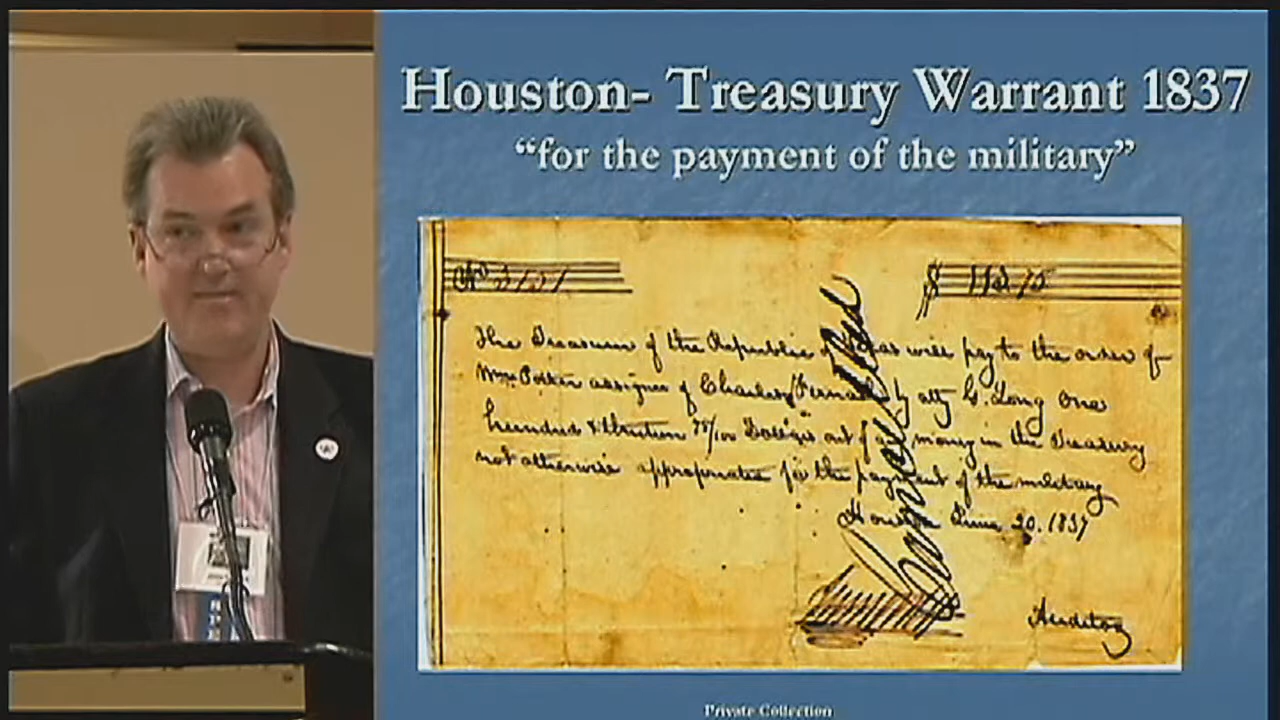 Houston- Treasury Warrant 1837
“for the payment of the military”
No 3151
$ 113.75
The Treasurer of the Republic of Texas will pay to the order of
Wm assignee of Charles by atty G. Long One
hundred & thirteen 75/100 Dollars out of any money in the Treasury
not otherwise appropriated for the payment of the military
Houston June 20. 1837
Auditor
Private Collection